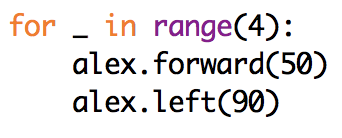 for _ in range(4):
    alex.forward(50)
    alex.left(90)